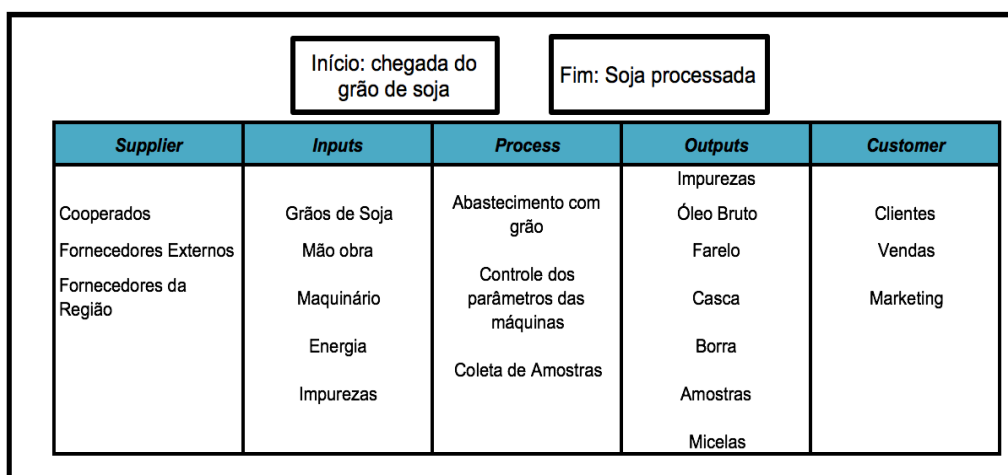 Início: chegada do
grão de soja
Fim: Soja processada
Supplier
Inputs
Process
Outputs
Customer
Cooperados
Fornecedores Externos
Fornecedores da
Região
Grãos de Soja
Mão obra
Maquinário
Energia
Impurezas
Abastecimento com
grão
Controle dos
parâmetros das
máquinas
Coleta de Amostras
Impurezas
Óleo Bruto
Farelo
Casca
Borra
Amostras
Micelas
Clientes
Vendas
Marketing